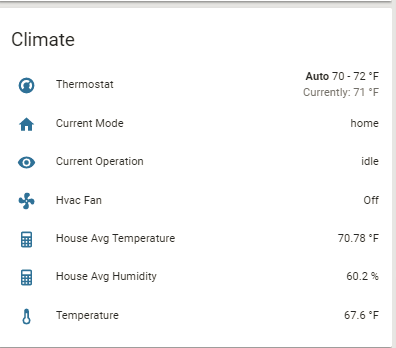 Climate
Thermostat
Auto 70 - 72 °F
Currently: 71 °F
Current Mode
home
Current Operation
idle
Hvac Fan
Off
House Avg Temperature
70.78 °F
House Avg Humidity
60.2 %
Temperature
67.6 °F